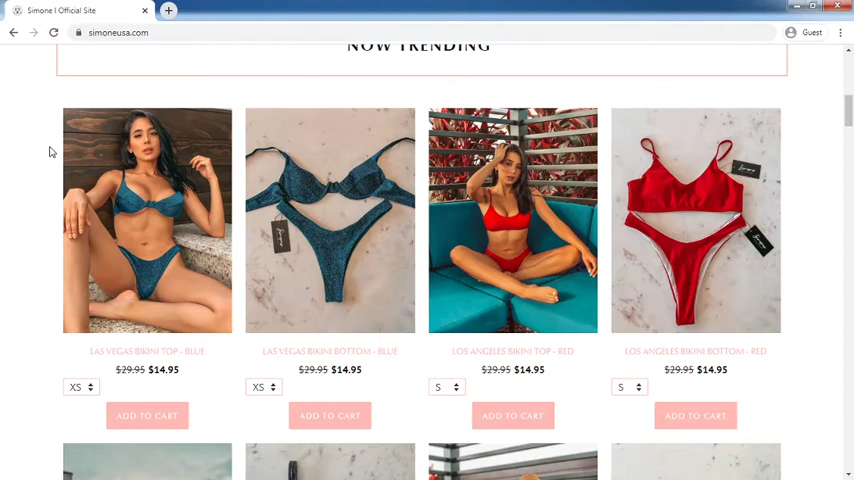 Simone | Official Site
simoneusa.com
Guest
NOW TRENDING
LAS VEGAS BIKINI TOP - BLUE
$29.95 $14.95
XS
ADD TO CART
LAS VEGAS BIKINI BOTTOM - BLUE
$29.95 $14.95
XS
ADD TO CART
LOS ANGELES BIKINI TOP - RED
$29.95 $14.95
S
ADD TO CART
LOS ANGELES BIKINI BOTTOM - RED
$29.95 $14.95
S
ADD TO CART